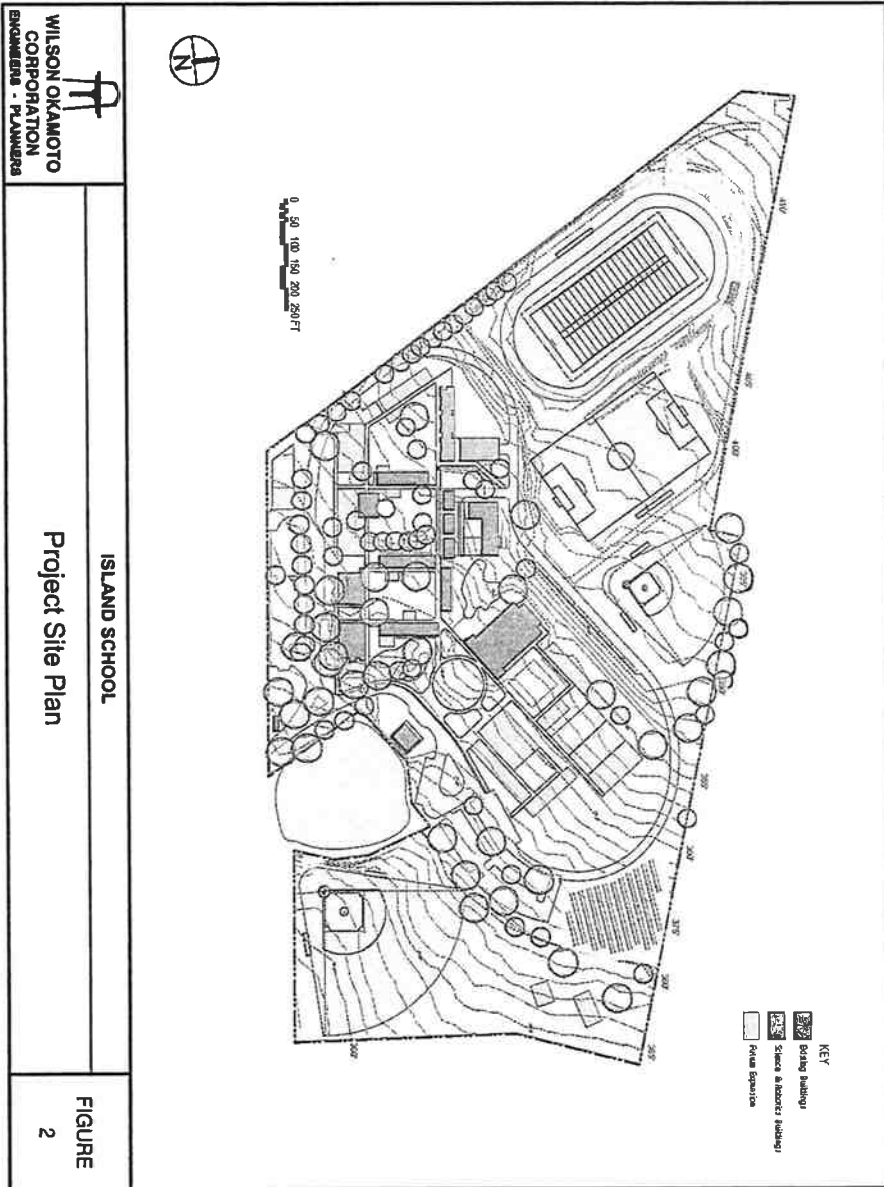 KEY
Existing Buildings
Science & Robotics Buildings
Future Expansion
0 50 100 150 200 250 FT
N
WILSON OKAMOTO
CORPORATION
ENGINEERS - PLANNERS
ISLAND SCHOOL
Project Site Plan
FIGURE
2